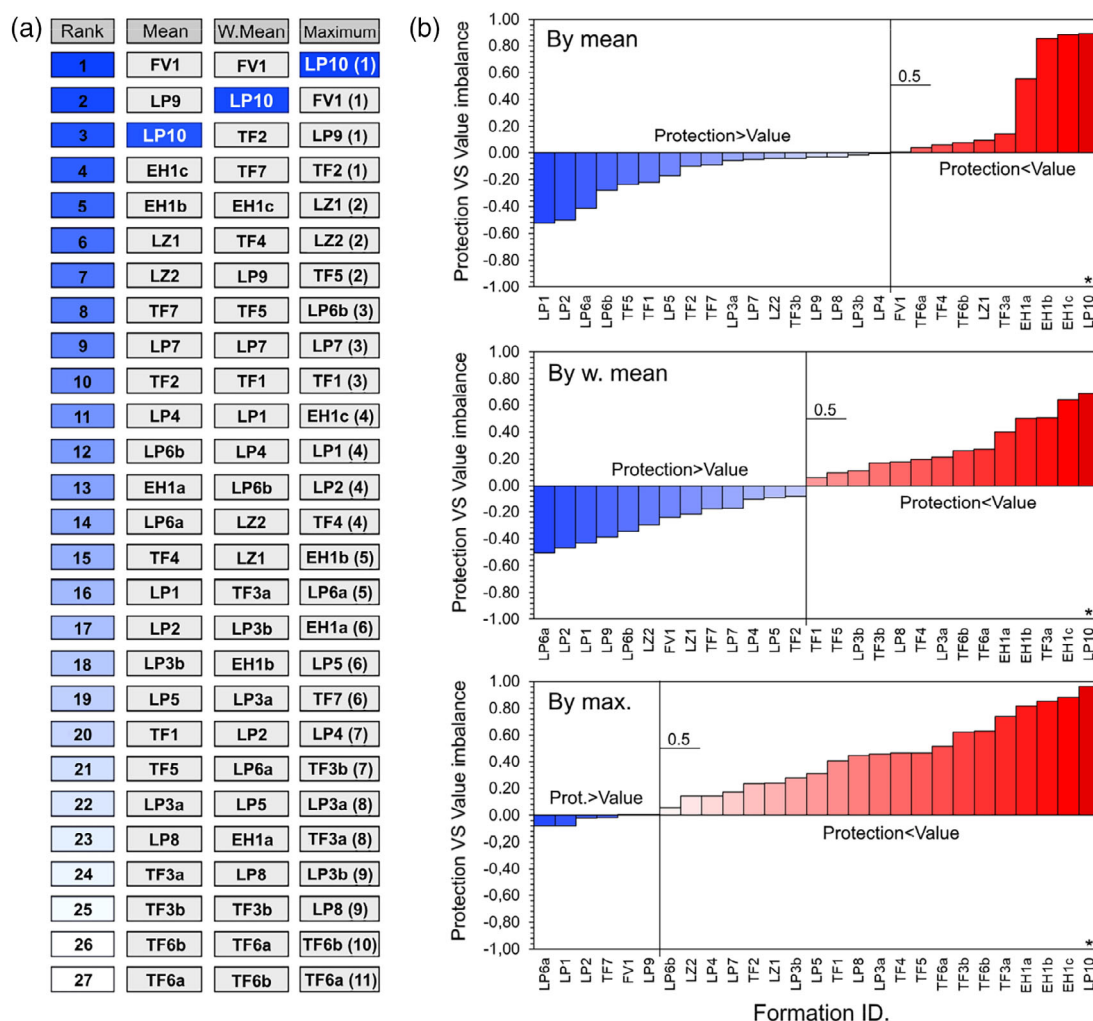 (a)
Rank Mean W.Mean Maximum
1 FV1 FV1 LP10 (1)
2 LP9 LP10 FV1 (1)
3 LP10 TF2 LP9 (1)
4 EH1c TF7 TF2 (1)
5 EH1b EH1c LZ1 (2)
6 LZ1 TF4 LZ2 (2)
7 LZ2 LP9 TF5 (2)
8 TF7 TF5 LP6b (3)
9 LP7 LP7 LP7 (3)
10 TF2 TF1 TF1 (3)
11 LP4 LP1 EH1c (4)
12 LP6b LP4 LP1 (4)
13 EH1a LP6b LP2 (4)
14 LP6a LZ2 TF4 (4)
15 TF4 LZ1 EH1b (5)
16 LP1 TF3a LP6a (5)
17 LP2 LP3b EH1a (6)
18 LP3b EH1b LP5 (6)
19 LP5 LP3a TF7 (6)
20 TF1 LP2 LP4 (7)
21 TF5 LP6a TF3b (7)
22 LP3a LP5 LP3a (8)
23 LP8 EH1a TF3a (8)
24 TF3a LP8 LP3b (9)
25 TF3b TF3b LP8 (9)
26 TF6b TF6a TF6b (10)
27 TF6a TF6b TF6a (11)
(b)
Protection VS Value imbalance
1.00
0.80
0.60
0.40
0.20
0.00
-0.20
-0.40
-0.60
-0.80
-1.00
By mean
0.5
Protection>Value
Protection<Value
*
LP1 LP2 LP6a LP6b TF5 TF1 LP5 TF2 TF7 LP3a LP7 LZ2 TF3b LP9 LP8 LP3b LP4 FV1 TF6a TF4 TF6b LZ1 TF3a EH1a EH1b EH1c LP10
Protection VS Value imbalance
1.00
0.80
0.60
0.40
0.20
0.00
-0.20
-0.40
-0.60
-0.80
-1.00
By w. mean
0.5
Protection>Value
Protection<Value
*
LP6a LP2 LP1 LP9 LP6b LZ2 FV1 LZ1 TF7 LP7 LP4 LP5 TF2 TF1 TF5 LP3b TF3b LP8 TF4 LP3a TF6b TF6a EH1a EH1b TF3a EH1c LP10
Protection VS Value imbalance
1.00
0.80
0.60
0.40
0.20
0.00
-0,20
-0,40
-0,60
-0,80
-1,00
By max.
0.5
Prot.>Value
Protection<Value
*
LP6a LP1 LP2 TF7 FV1 LP9 LP6b LZ2 LP4 LP7 TF2 LZ1 LP3b LP5 TF1 LP8 LP3a TF4 TF5 TF6a TF3b TF6b TF3a EH1a EH1b EH1c LP10
Formation ID.